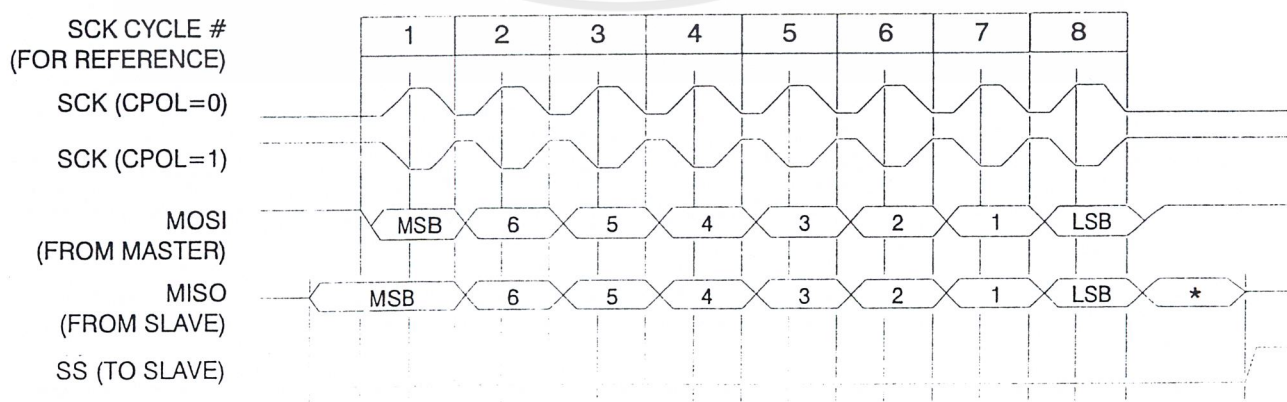 SCK CYCLE # 1 2 3 4 5 6 7 8
(FOR REFERENCE)
SCK (CPOL=0)
SCK (CPOL=1)
MOSI MSB 6 5 4 3 2 1 LSB
(FROM MASTER)
MISO MSB 6 5 4 3 2 1 LSB *
(FROM SLAVE)
SS (TO SLAVE)